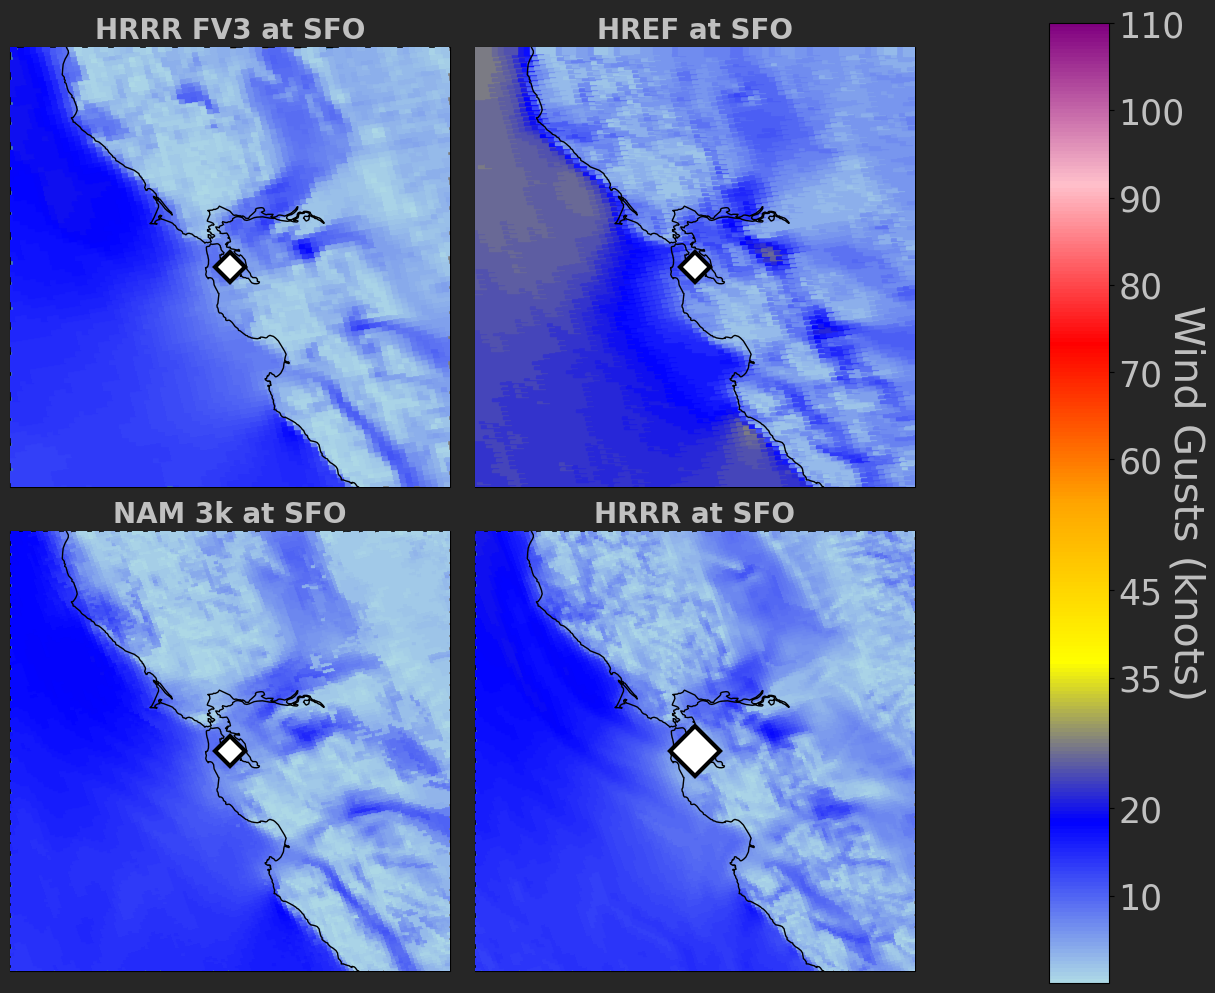 HRRR FV3 at SFO
HREF at SFO
NAM 3k at SFO
HRRR at SFO
110
100
90
80
70
60
45
35
20
10
Wind Gusts (knots)